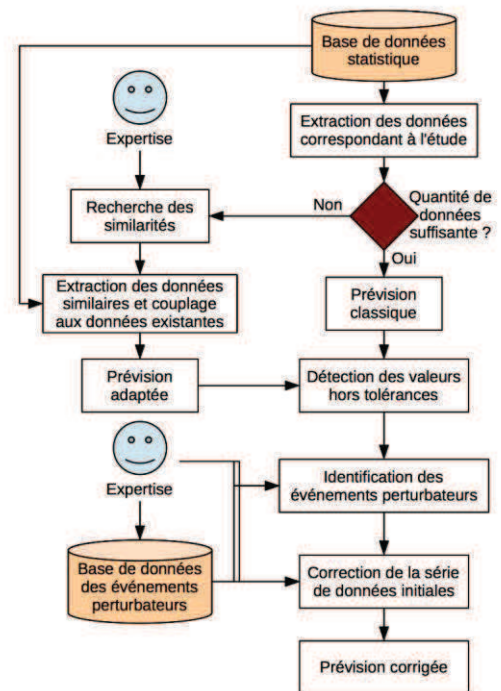 Base de données
statistique
Expertise
Extraction des données
correspondant à l'étude
Non
Quantité de
données
suffisante ?
Recherche des
similarités
Oui
Extraction des données
similaires et couplage
aux données existantes
Prévision
classique
Prévision
adaptée
Détection des valeurs
hors tolérances
Expertise
Identification des
événements perturbateurs
Base de données
des événements
perturbateurs
Correction de la série
de données initiales
Prévision corrigée